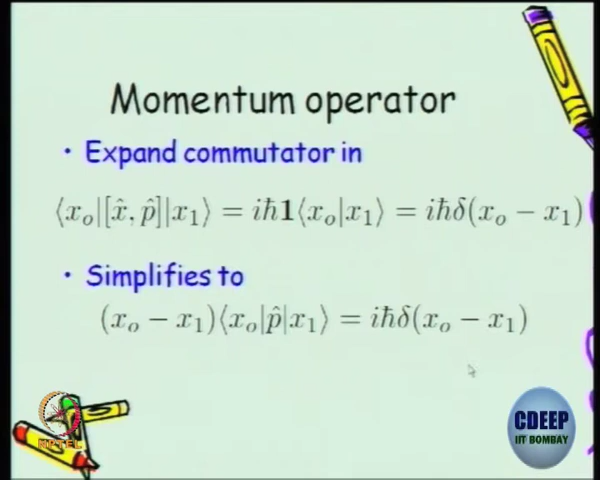 Momentum operator
• Expand commutator in
⟨x_o|[x̂, p̂]|x_1⟩ = iℏ𝟏⟨x_o|x_1⟩ = iℏδ(x_o − x_1)
• Simplifies to
(x_o − x_1)⟨x_o|p̂|x_1⟩ = iℏδ(x_o − x_1)
NPTEL
CDEEP
IIT BOMBAY